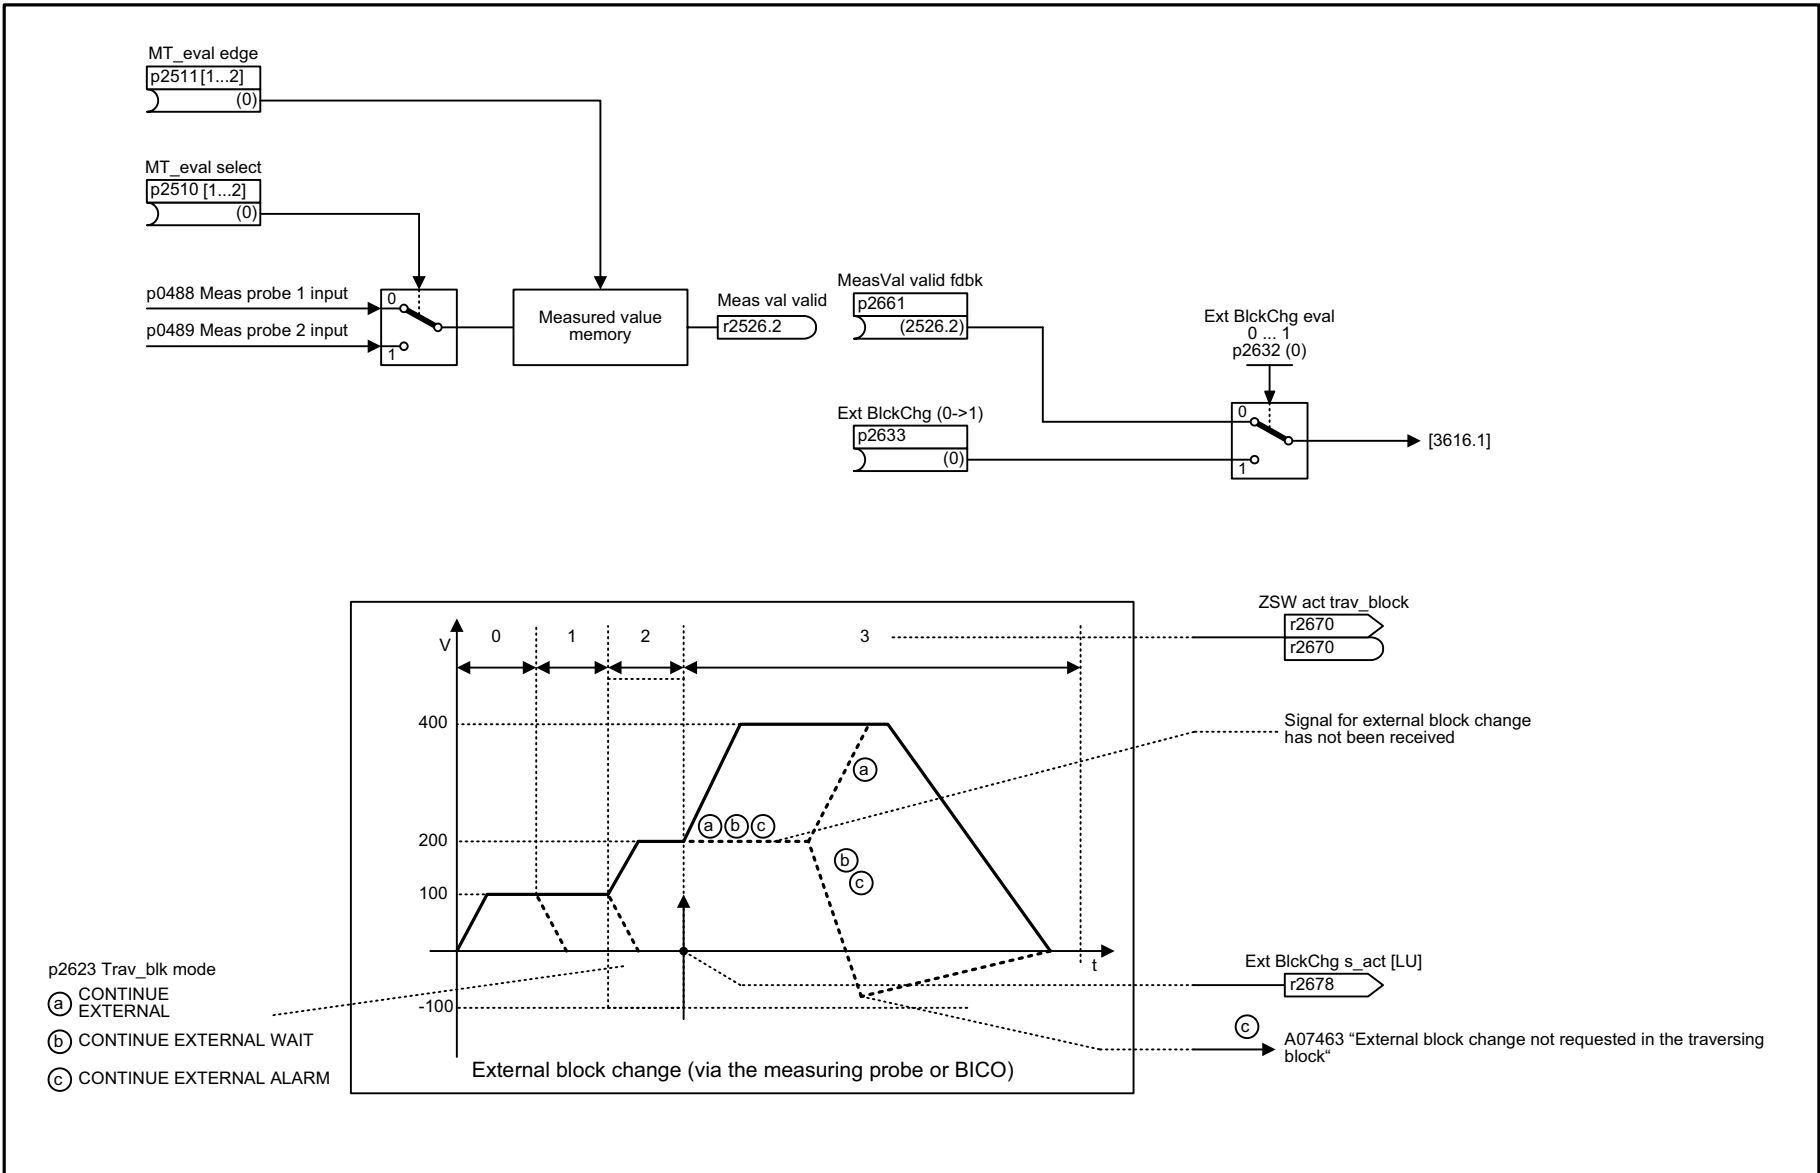 MT_eval edge
p2511[1...2]
(0)
MT_eval select
p2510 [1...2]
(0)
p0488 Meas probe 1 input
p0489 Meas probe 2 input
0
1
Measured value
memory
Meas val valid
r2526.2
MeasVal valid fdbk
p2661
(2526.2)
Ext BlckChg (0->1)
p2633
(0)
Ext BlckChg eval
0 ... 1
p2632 (0)
0
1
[3616.1]
V
0
1
2
3
400
200
100
-100
a
a b c
b
c
t
External block change (via the measuring probe or BICO)
ZSW act trav_block
r2670
r2670
Signal for external block change
has not been received
Ext BlckChg s_act [LU]
r2678
c
A07463 “External block change not requested in the traversing
block“
p2623 Trav_blk mode
a CONTINUE
EXTERNAL
b CONTINUE EXTERNAL WAIT
c CONTINUE EXTERNAL ALARM